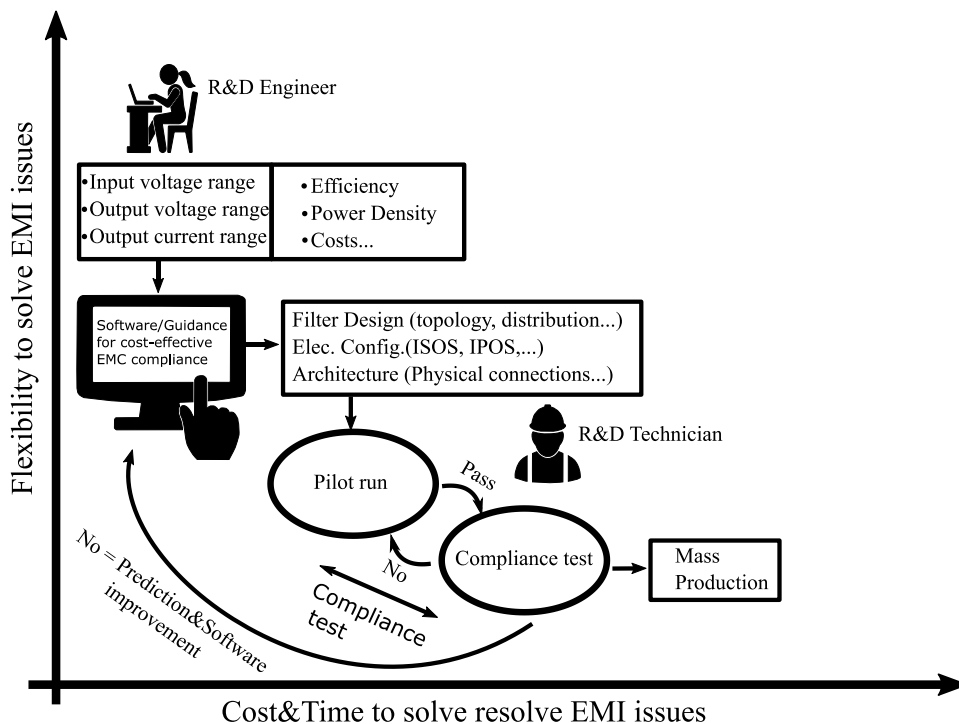 Flexibility to solve EMI issues
R&D Engineer
•Input voltage range
•Output voltage range
•Output current range
•Efficiency
•Power Density
•Costs...
Software/Guidance
for cost-effective
EMC compliance
Filter Design (topology, distribution...)
Elec. Config.(ISOS, IPOS,...)
Architecture (Physical connections...)
R&D Technician
Pilot run
Pass
Compliance test
No
Mass
Production
Compliance
test
No = Prediction&Software
improvement
Cost&Time to solve resolve EMI issues